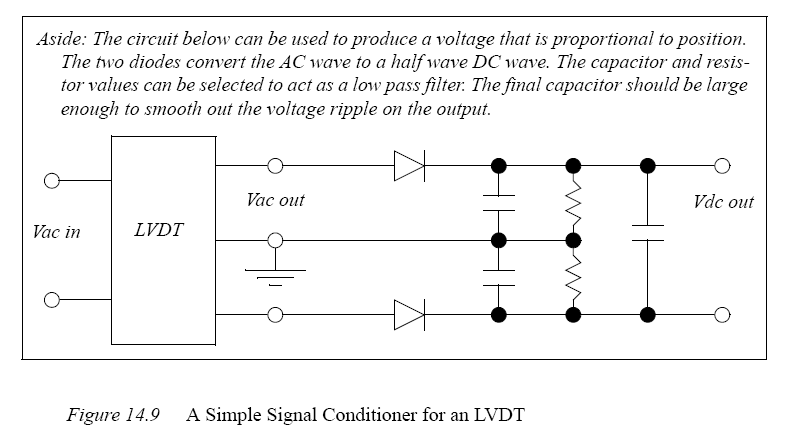 Aside: The circuit below can be used to produce a voltage that is proportional to position.
The two diodes convert the AC wave to a half wave DC wave. The capacitor and resis-
tor values can be selected to act as a low pass filter. The final capacitor should be large
enough to smooth out the voltage ripple on the output.
Vac out
Vdc out
Vac in
LVDT
Figure 14.9 A Simple Signal Conditioner for an LVDT